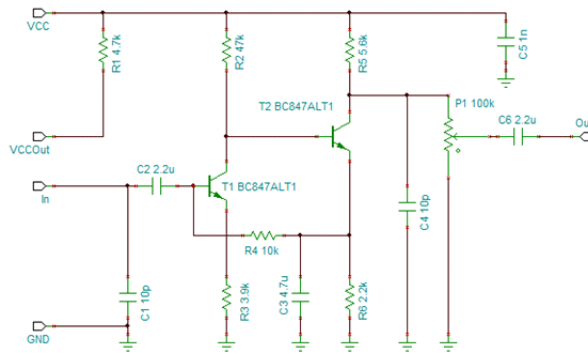 VCC
R1 4.7k
R2 47k
R5 5.6k
C5 1n
VCCOut
T2 BC847ALT1
P1 100k
C6 2.2u
Ou
In
C2 2.2u
T1 BC847ALT1
R4 10k
C1 10p
R3 3.9k
C3 4.7u
R6 2.2k
C4 10p
GND